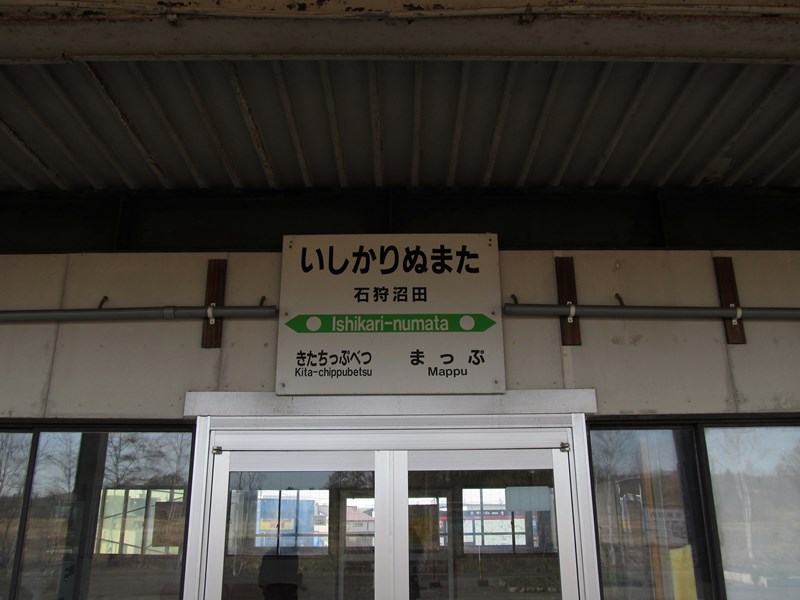 いしかりぬまた
石狩沼田
Ishikari-numata
きたちっぷべつ まっぷ
Kita-chippubetsu Mappu